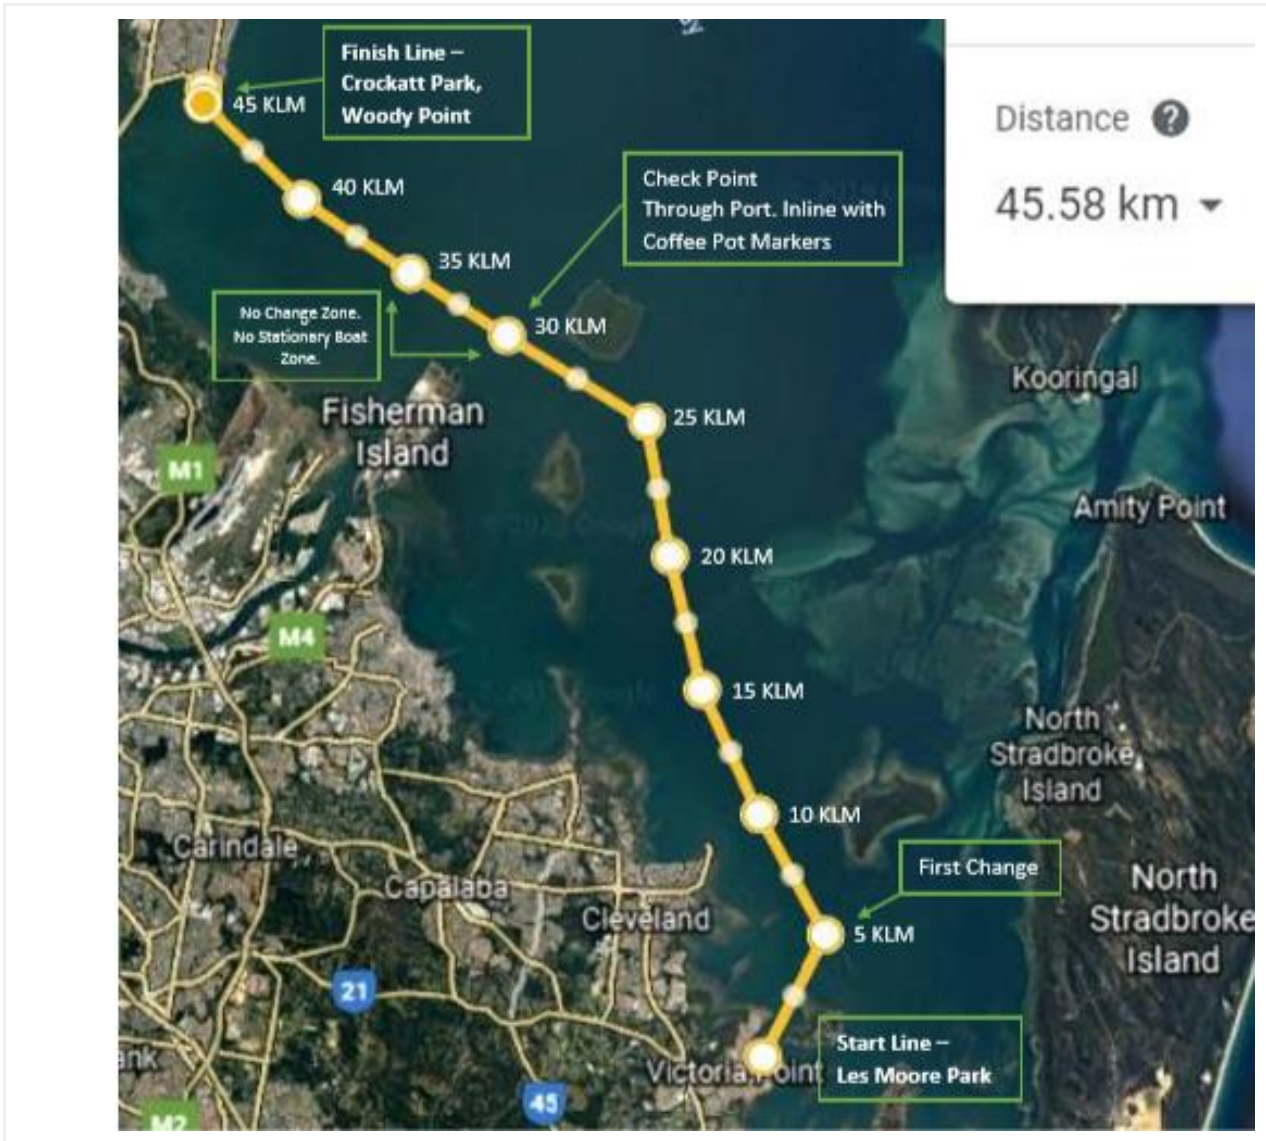 Finish Line –
Crockatt Park,
Woody Point
45 KLM
Distance ?
45.58 km
40 KLM
Check Point
Through Port. Inline with
Coffee Pot Markers
35 KLM
No Change Zone.
No Stationary Boat
Zone.
30 KLM
Kooringal
Fisherman
Island
25 KLM
M1
Amity Point
20 KLM
M4
15 KLM
North
Stradbroke
Island
10 KLM
Carindale
Capalaba
Cleveland
First Change
North
Stradbroke
Island
5 KLM
21
Start Line –
Les Moore Park
Victoria Point
ank
45
M2